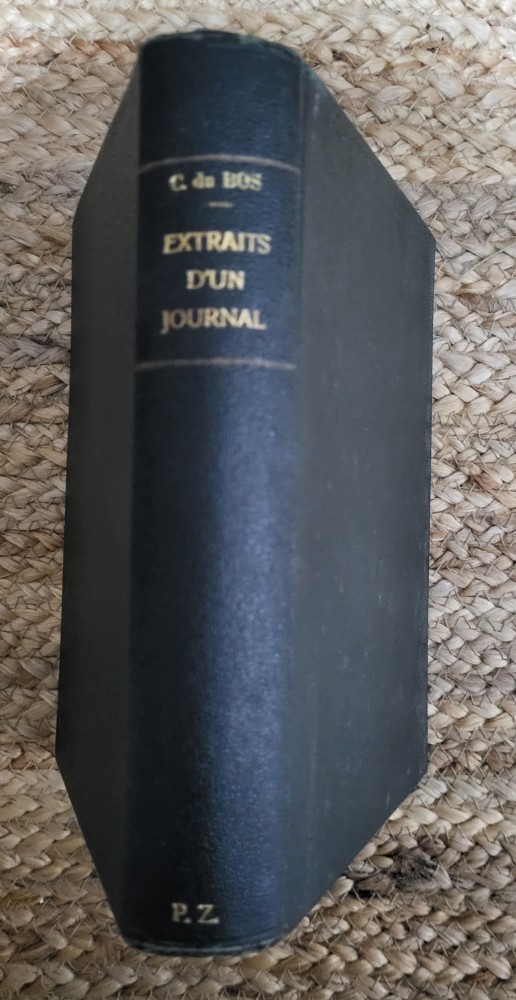 C. du BOS
EXTRAITS
D'UN
JOURNAL
P. Z.